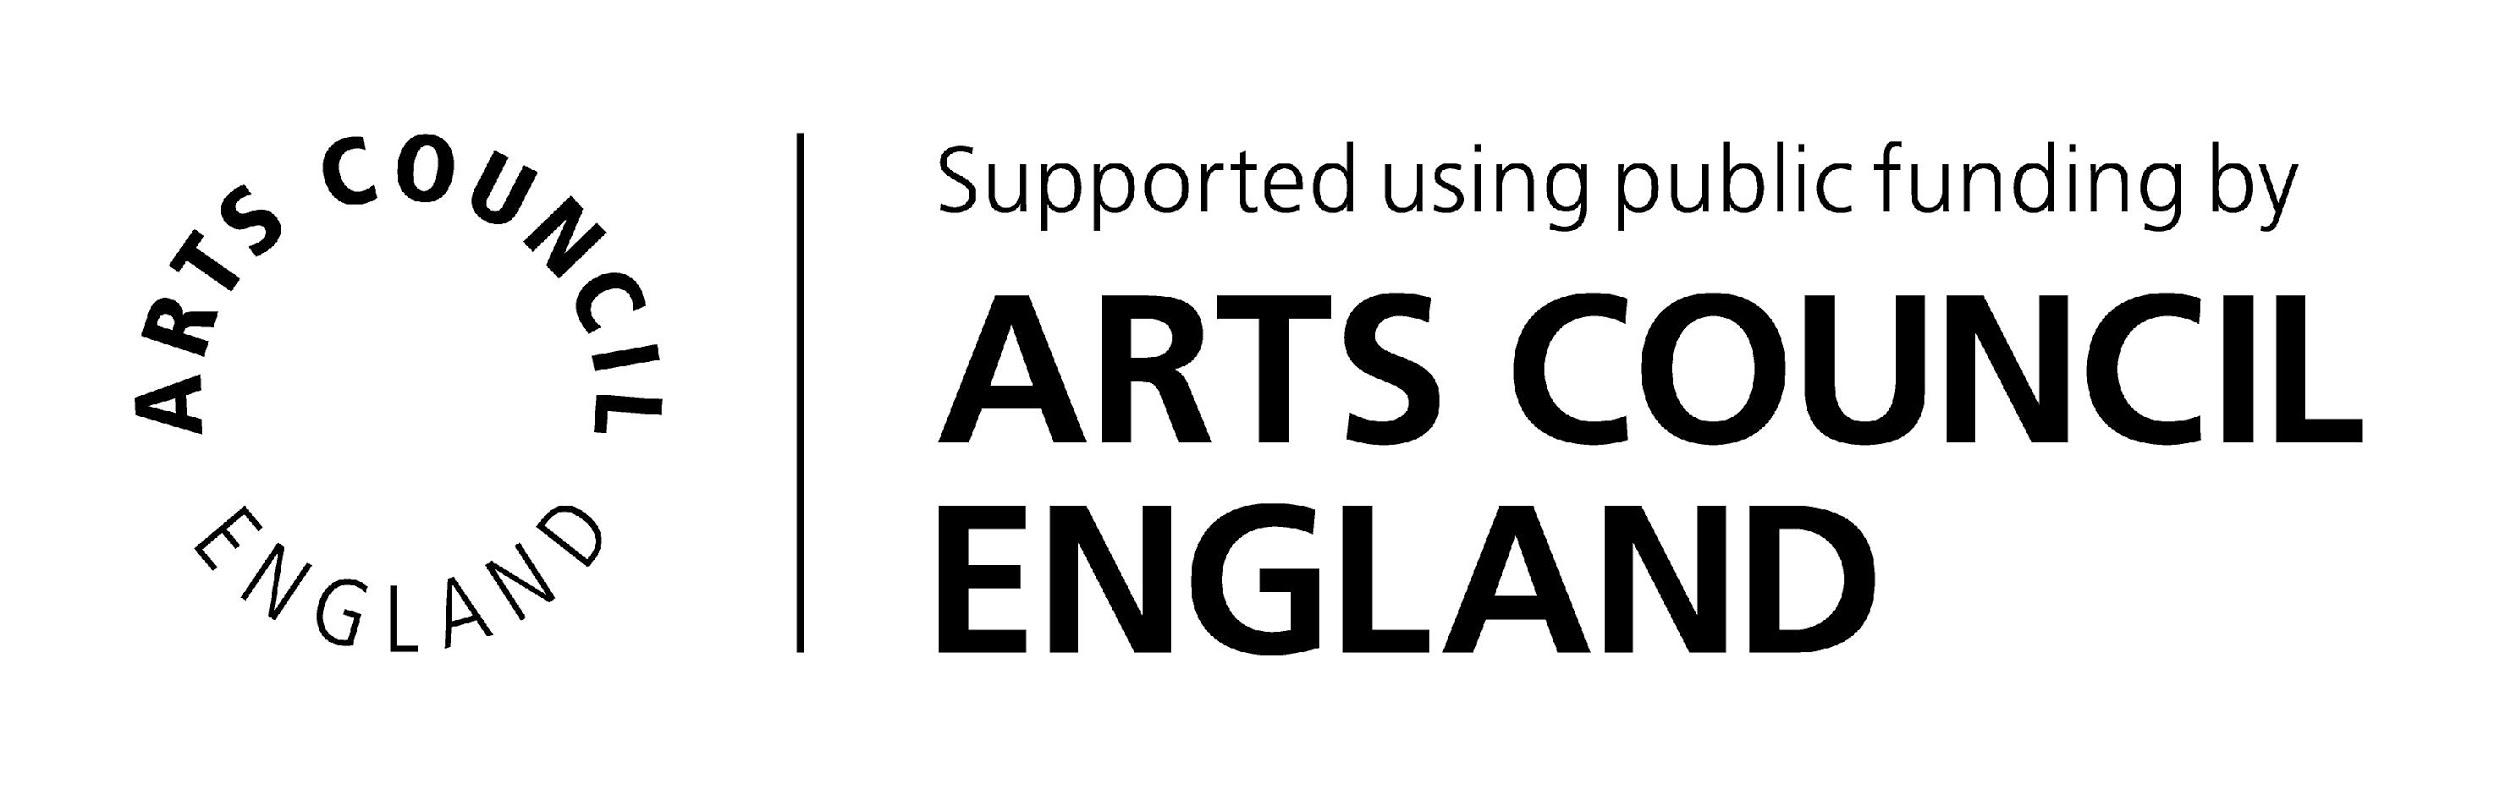 ARTS COUNCIL
ENGLAND
Supported using public funding by
ARTS COUNCIL
ENGLAND